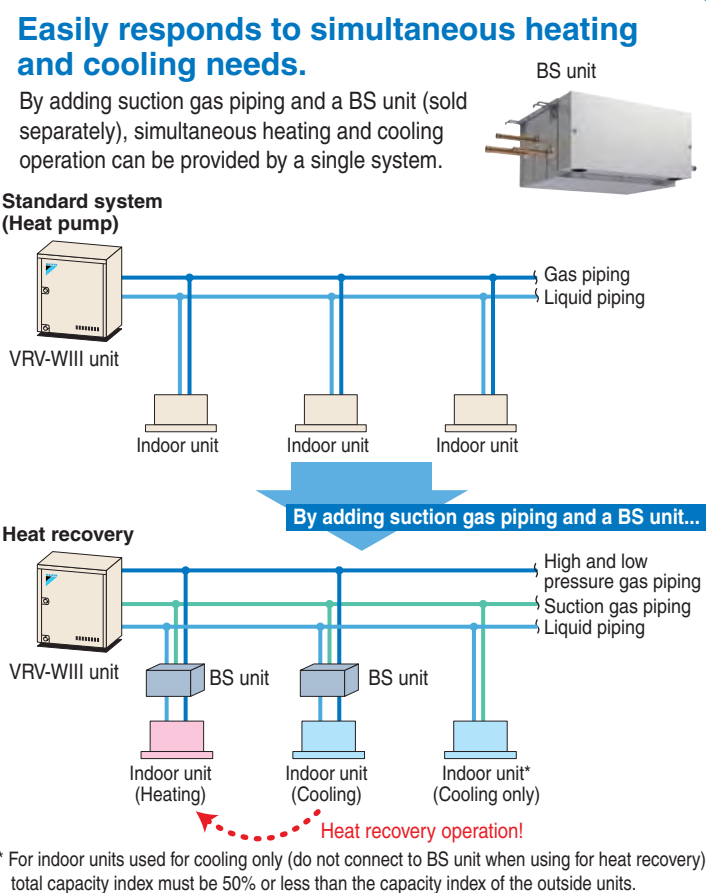 Easily responds to simultaneous heating
and cooling needs.
BS unit
By adding suction gas piping and a BS unit (sold
separately), simultaneous heating and cooling
operation can be provided by a single system.
Standard system
(Heat pump)
Gas piping
Liquid piping
VRV-WIII unit
Indoor unit
Indoor unit
Indoor unit
By adding suction gas piping and a BS unit...
Heat recovery
High and low
pressure gas piping
Suction gas piping
Liquid piping
VRV-WIII unit
BS unit
BS unit
Indoor unit
(Heating)
Indoor unit
(Cooling)
Indoor unit*
(Cooling only)
Heat recovery operation!
* For indoor units used for cooling only (do not connect to BS unit when using for heat recovery)
total capacity index must be 50% or less than the capacity index of the outside units.